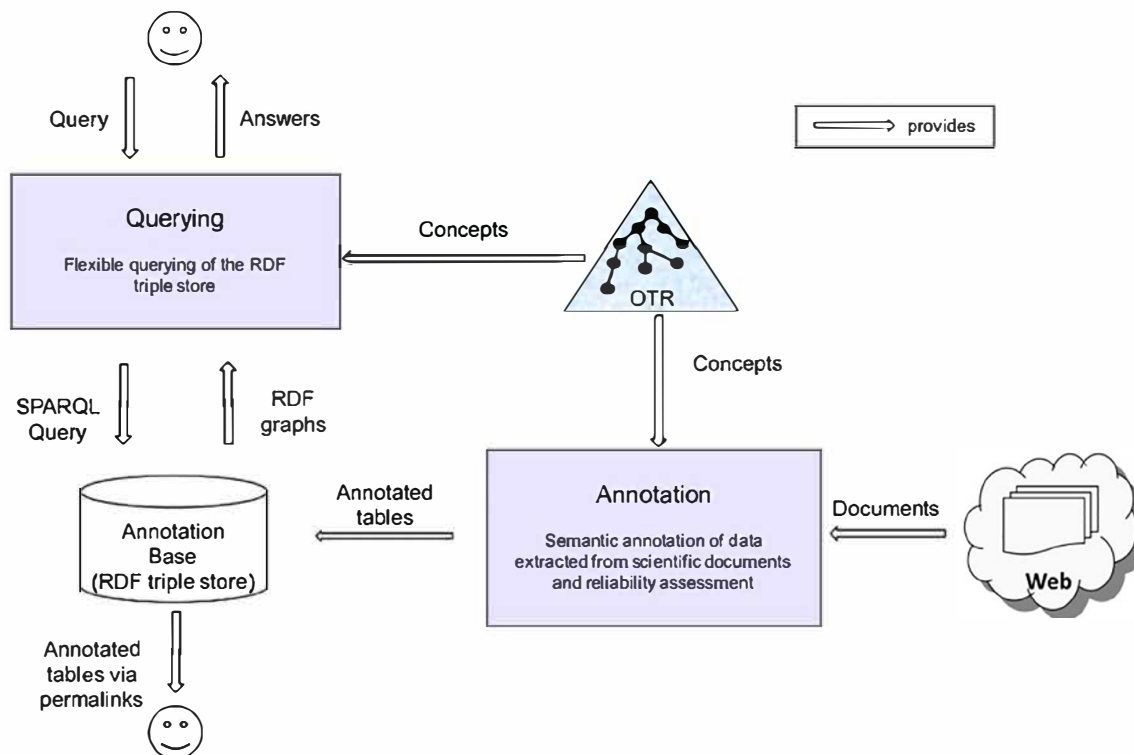 Query
Answers
provides
Querying
Flexible querying of the RDF
triple store
Concepts
OTR
Concepts
SPARQL
Query
RDF
graphs
Annotation
Base
(RDF triple store)
Annotated
tables
Annotation
Semantic annotation of data
extracted from scientific documents
and reliability assessment
Documents
Web
Annotated
tables via
permalinks